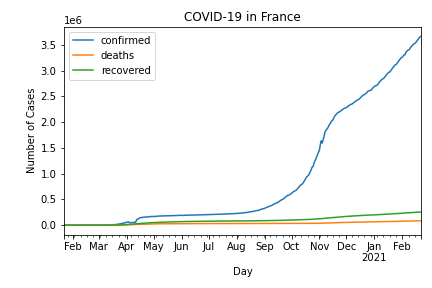 COVID-19 in France
1e6
confirmed
deaths
recovered
Number of Cases
3.5
3.0
2.5
2.0
1.5
1.0
0.5
0.0
Feb Mar Apr May Jun Jul Aug Sep Oct Nov Dec Jan Feb
2021
Day